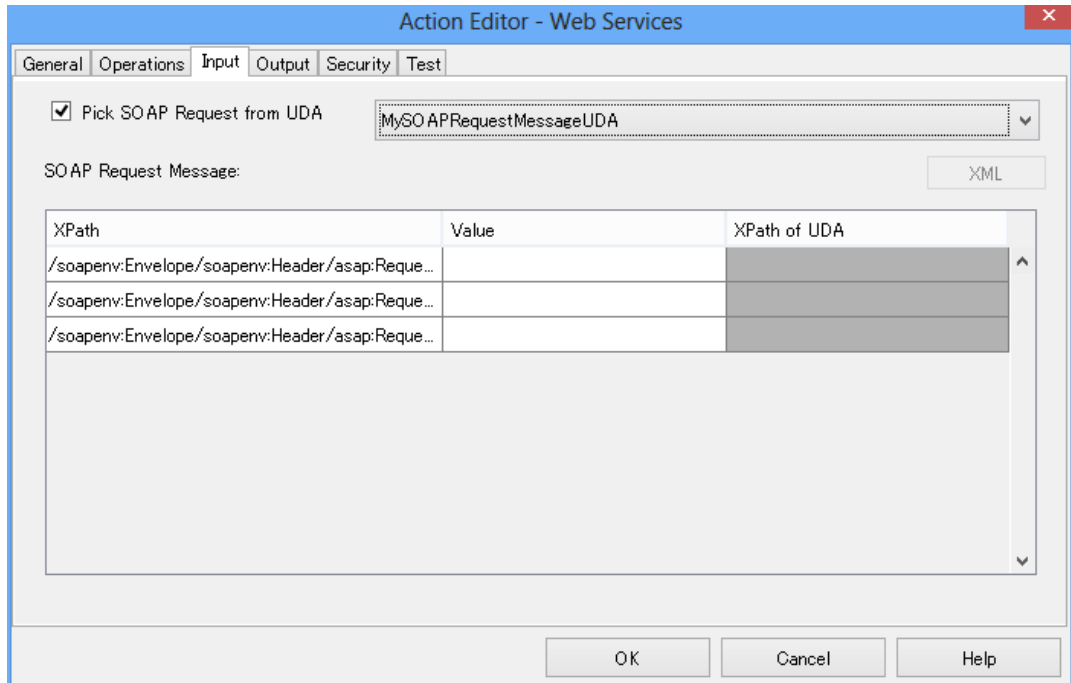 Action Editor - Web Services
General Operations Input Output Security Test
Pick SOAP Request from UDA MySOAPRequestMessageUDA
SOAP Request Message: XML
XPath Value XPath of UDA
/soapenv:Envelope/soapenv:Header/asap:Reque...
/soapenv:Envelope/soapenv:Header/asap:Reque...
/soapenv:Envelope/soapenv:Header/asap:Reque...
OK Cancel Help